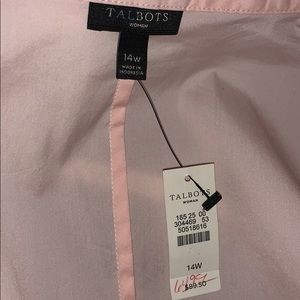 TALBOTS
WOMAN
14W
MADE IN
INDONESIA
TALBOTS
WOMAN
185 25 00
304469 53
50518616
14W
$89.50